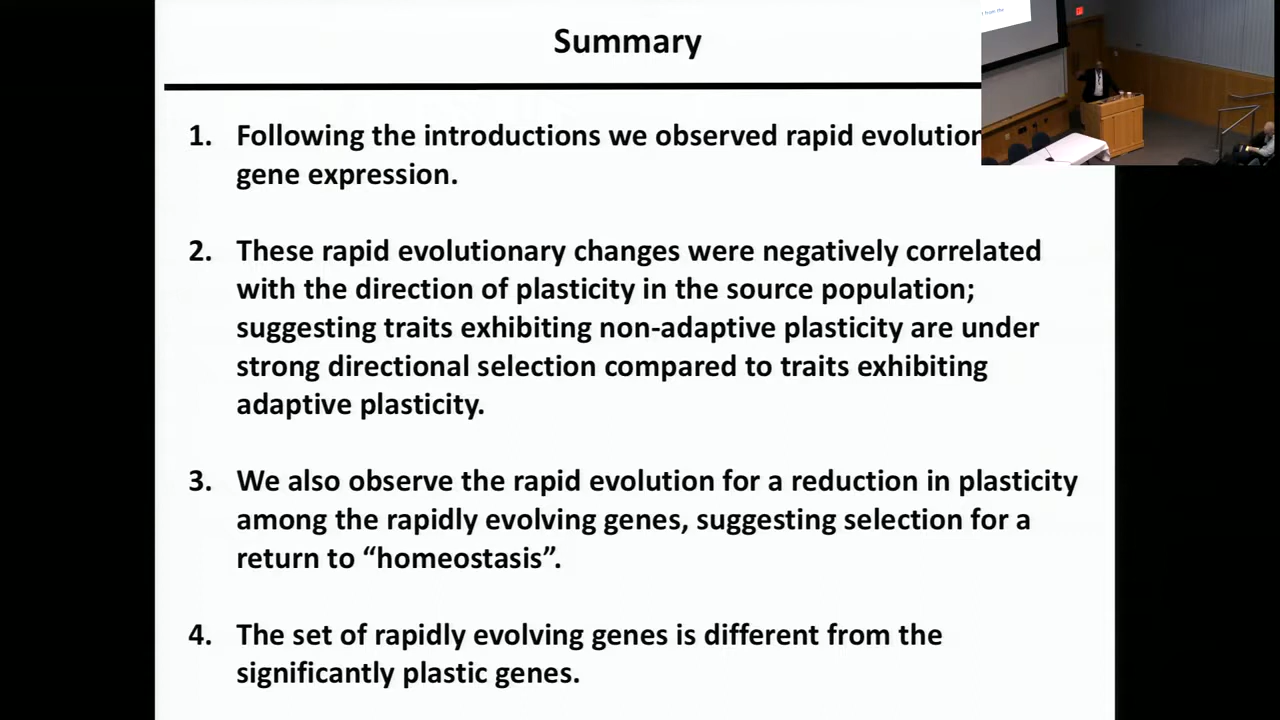 Summary
1. Following the introductions we observed rapid evolution
gene expression.
2. These rapid evolutionary changes were negatively correlated
with the direction of plasticity in the source population;
suggesting traits exhibiting non-adaptive plasticity are under
strong directional selection compared to traits exhibiting
adaptive plasticity.
3. We also observe the rapid evolution for a reduction in plasticity
among the rapidly evolving genes, suggesting selection for a
return to “homeostasis”.
4. The set of rapidly evolving genes is different from the
significantly plastic genes.